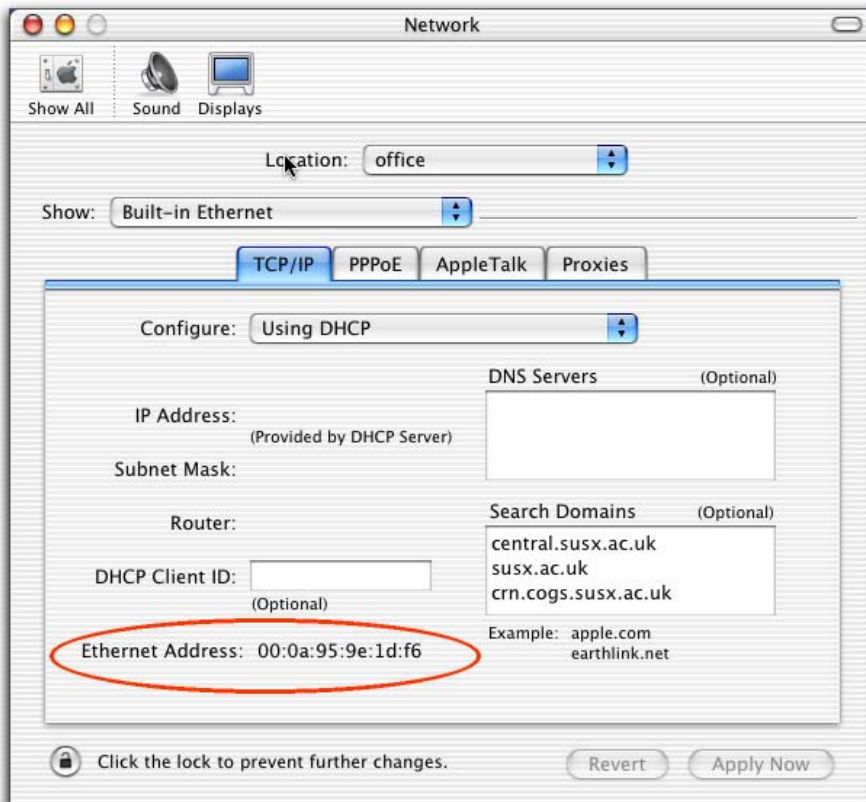 Network
Show All Sound Displays
Location: office
Show: Built-in Ethernet
TCP/IP PPPoE AppleTalk Proxies
Configure: Using DHCP
DNS Servers (Optional)
IP Address:
(Provided by DHCP Server)
Subnet Mask:
Search Domains (Optional)
Router:
central.susx.ac.uk
susx.ac.uk
DHCP Client ID:
crn.cogs.susx.ac.uk
(Optional)
Example: apple.com
earthlink.net
Ethernet Address: 00:0a:95:9e:1d:f6
Click the lock to prevent further changes. Revert Apply Now